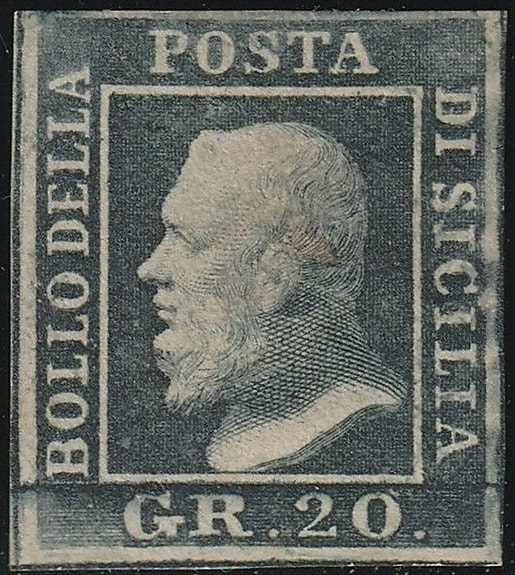 BOLLO DELLA
POSTA
DI SICILIA
GR. 20.